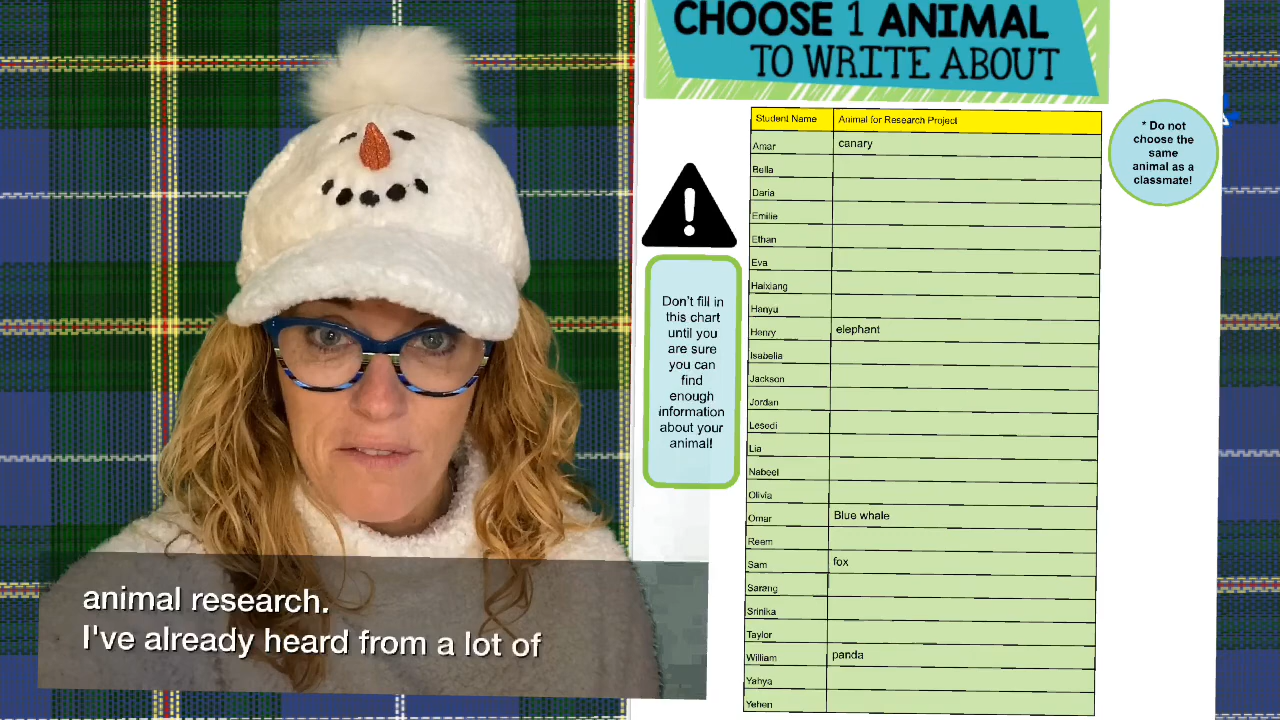 CHOOSE 1 ANIMAL
TO WRITE ABOUT
Student Name Animal for Research Project
Amar canary
Bella
Daria
Emilie
Ethan
Eva
Haixiang
Hanyu
Henry elephant
Isabella
Jackson
Jordan
Lesedi
Lia
Nabeel
Olivia
Omar Blue whale
Reem
Sam fox
Sarang
Srinika
Taylor
William panda
Yahya
Yehen
* Do not
choose the
same
animal as a
classmate!
!
Don't fill in
this chart
until you
are sure
you can
find
enough
information
about your
animal!
animal research.
I've already heard from a lot of